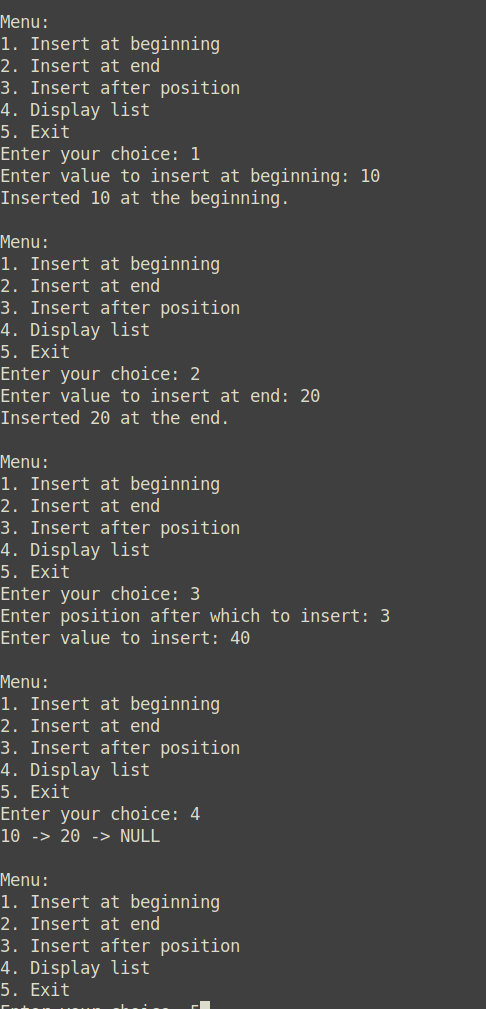 Menu:
1. Insert at beginning
2. Insert at end
3. Insert after position
4. Display list
5. Exit
Enter your choice: 1
Enter value to insert at beginning: 10
Inserted 10 at the beginning.

Menu:
1. Insert at beginning
2. Insert at end
3. Insert after position
4. Display list
5. Exit
Enter your choice: 2
Enter value to insert at end: 20
Inserted 20 at the end.

Menu:
1. Insert at beginning
2. Insert at end
3. Insert after position
4. Display list
5. Exit
Enter your choice: 3
Enter position after which to insert: 3
Enter value to insert: 40

Menu:
1. Insert at beginning
2. Insert at end
3. Insert after position
4. Display list
5. Exit
Enter your choice: 4
10 -> 20 -> NULL

Menu:
1. Insert at beginning
2. Insert at end
3. Insert after position
4. Display list
5. Exit
Enter your choice: 5